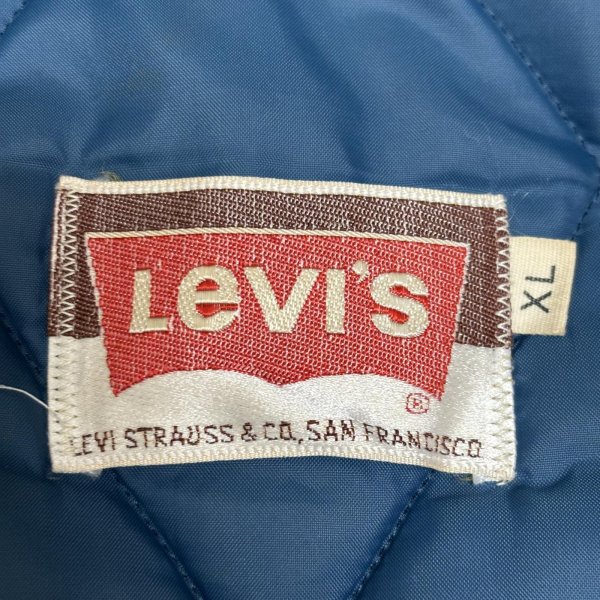 LeVI'S
XL
®
LEVI STRAUSS & CO, SAN FRANCISCO